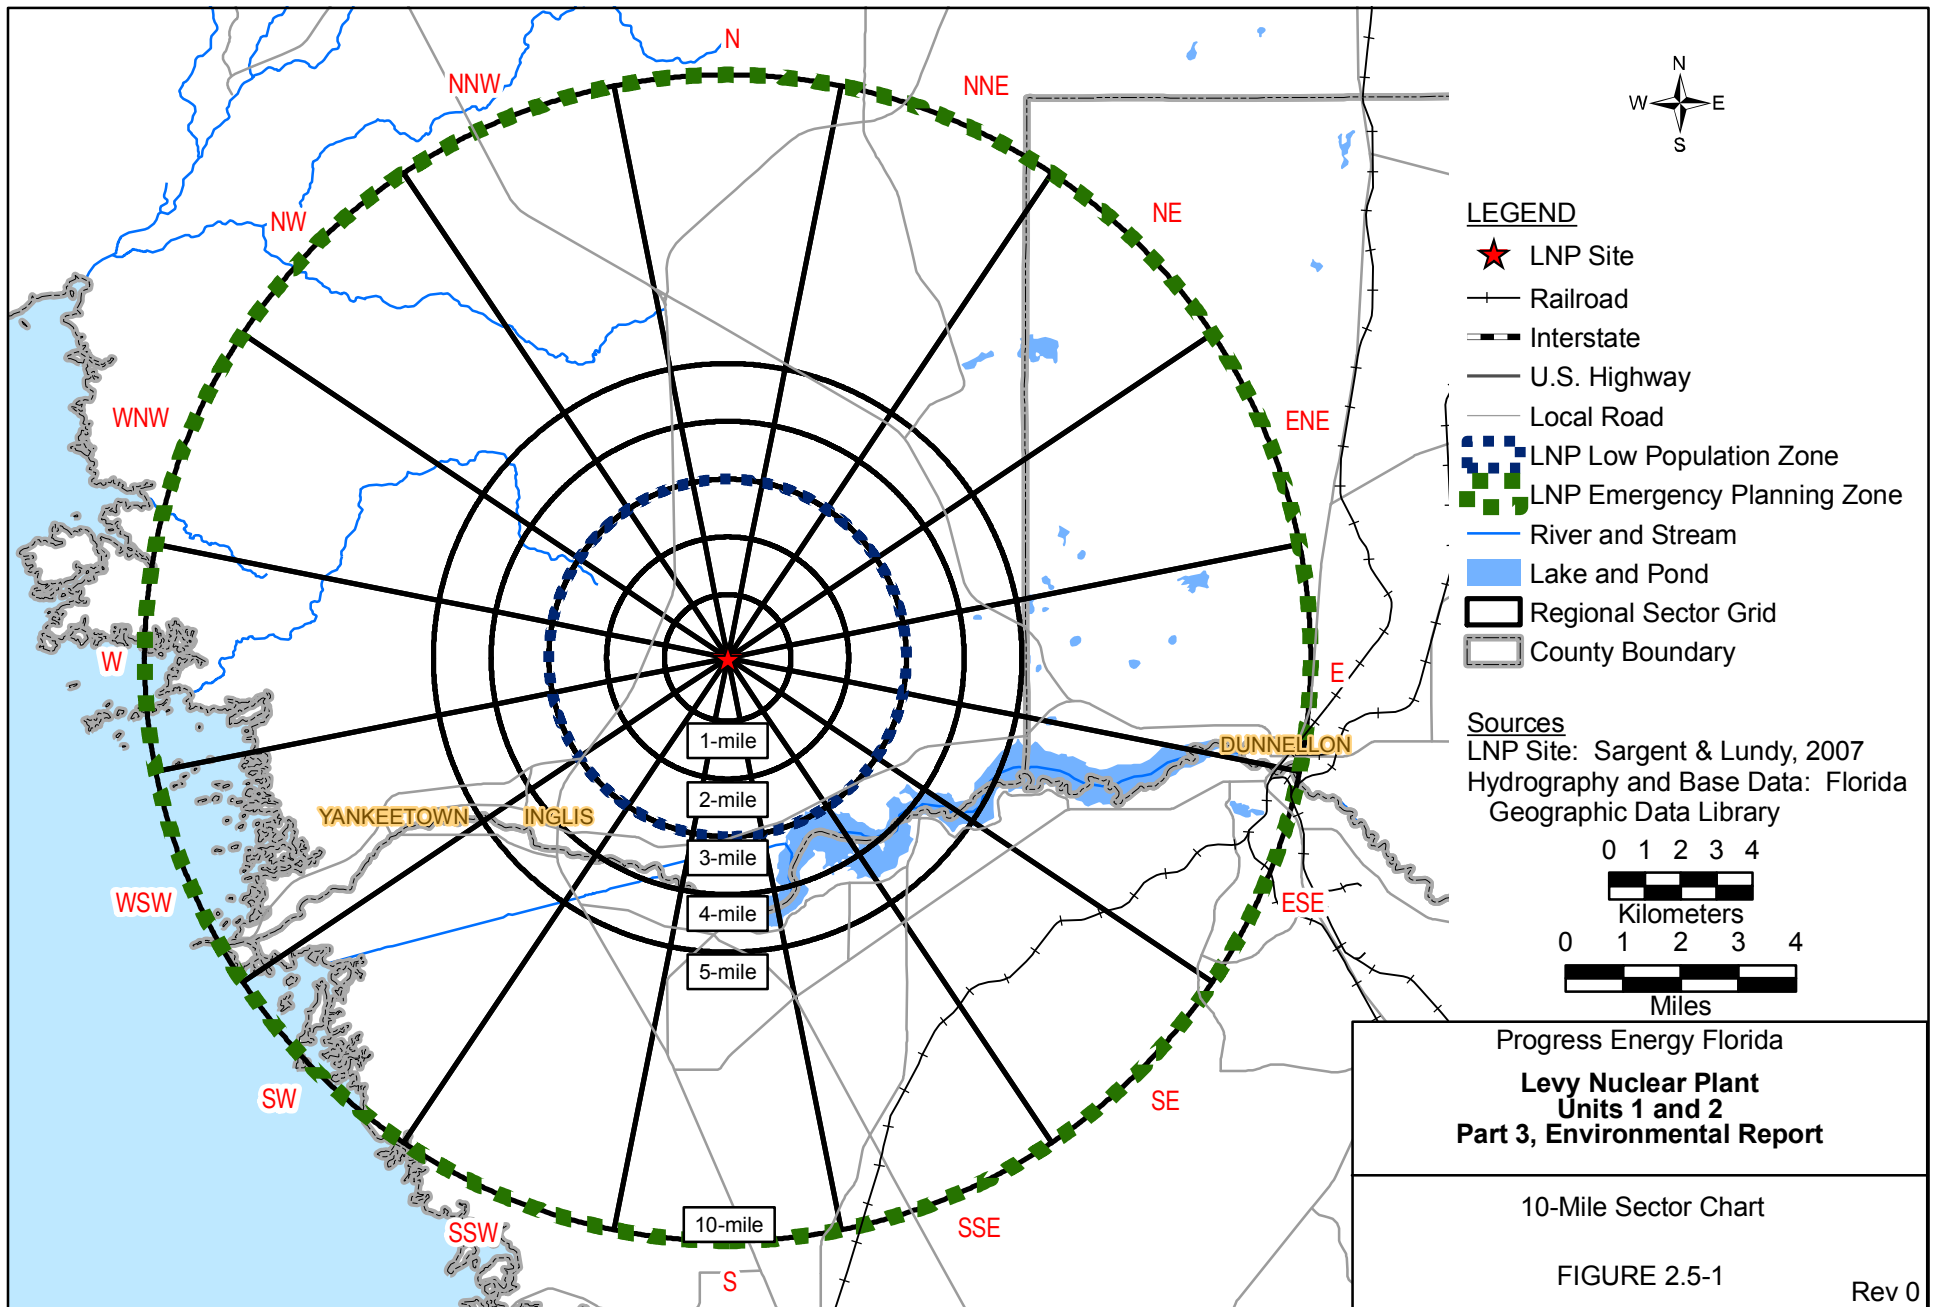 N
NNW
NNE
NW
NE
WNW
ENE
W
E
WSW
ESE
SW
SE
SSW
SSE
S
YANKEETOWN
INGLIS
DUNNELLON
1-mile
2-mile
3-mile
4-mile
5-mile
10-mile
N
W
E
S
LEGEND
LNP Site
Railroad
Interstate
U.S. Highway
Local Road
LNP Low Population Zone
LNP Emergency Planning Zone
River and Stream
Lake and Pond
Regional Sector Grid
County Boundary
Sources
LNP Site: Sargent & Lundy, 2007
Hydrography and Base Data: Florida
Geographic Data Library
0 1 2 3 4
Kilometers
0 1 2 3 4
Miles
Progress Energy Florida
Levy Nuclear Plant
Units 1 and 2
Part 3, Environmental Report
10-Mile Sector Chart
FIGURE 2.5-1
Rev 0